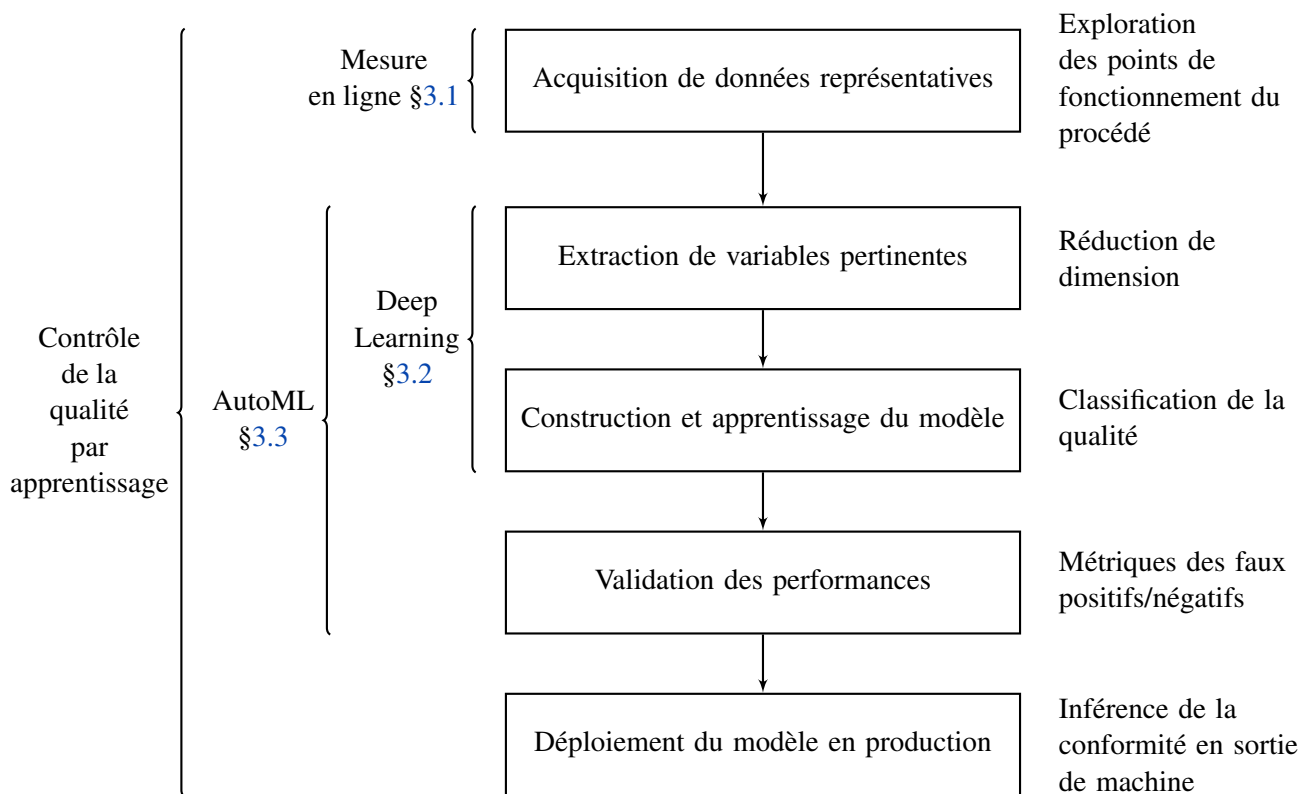 Contrôle
de la
qualité
par
apprentissage
AutoML
§3.3
Mesure
en ligne §3.1
Deep
Learning
§3.2
Acquisition de données représentatives
Exploration
des points de
fonctionnement du
procédé
Extraction de variables pertinentes
Réduction de
dimension
Construction et apprentissage du modèle
Classification de la
qualité
Validation des performances
Métriques des faux
positifs/négatifs
Déploiement du modèle en production
Inférence de la
conformité en sortie
de machine